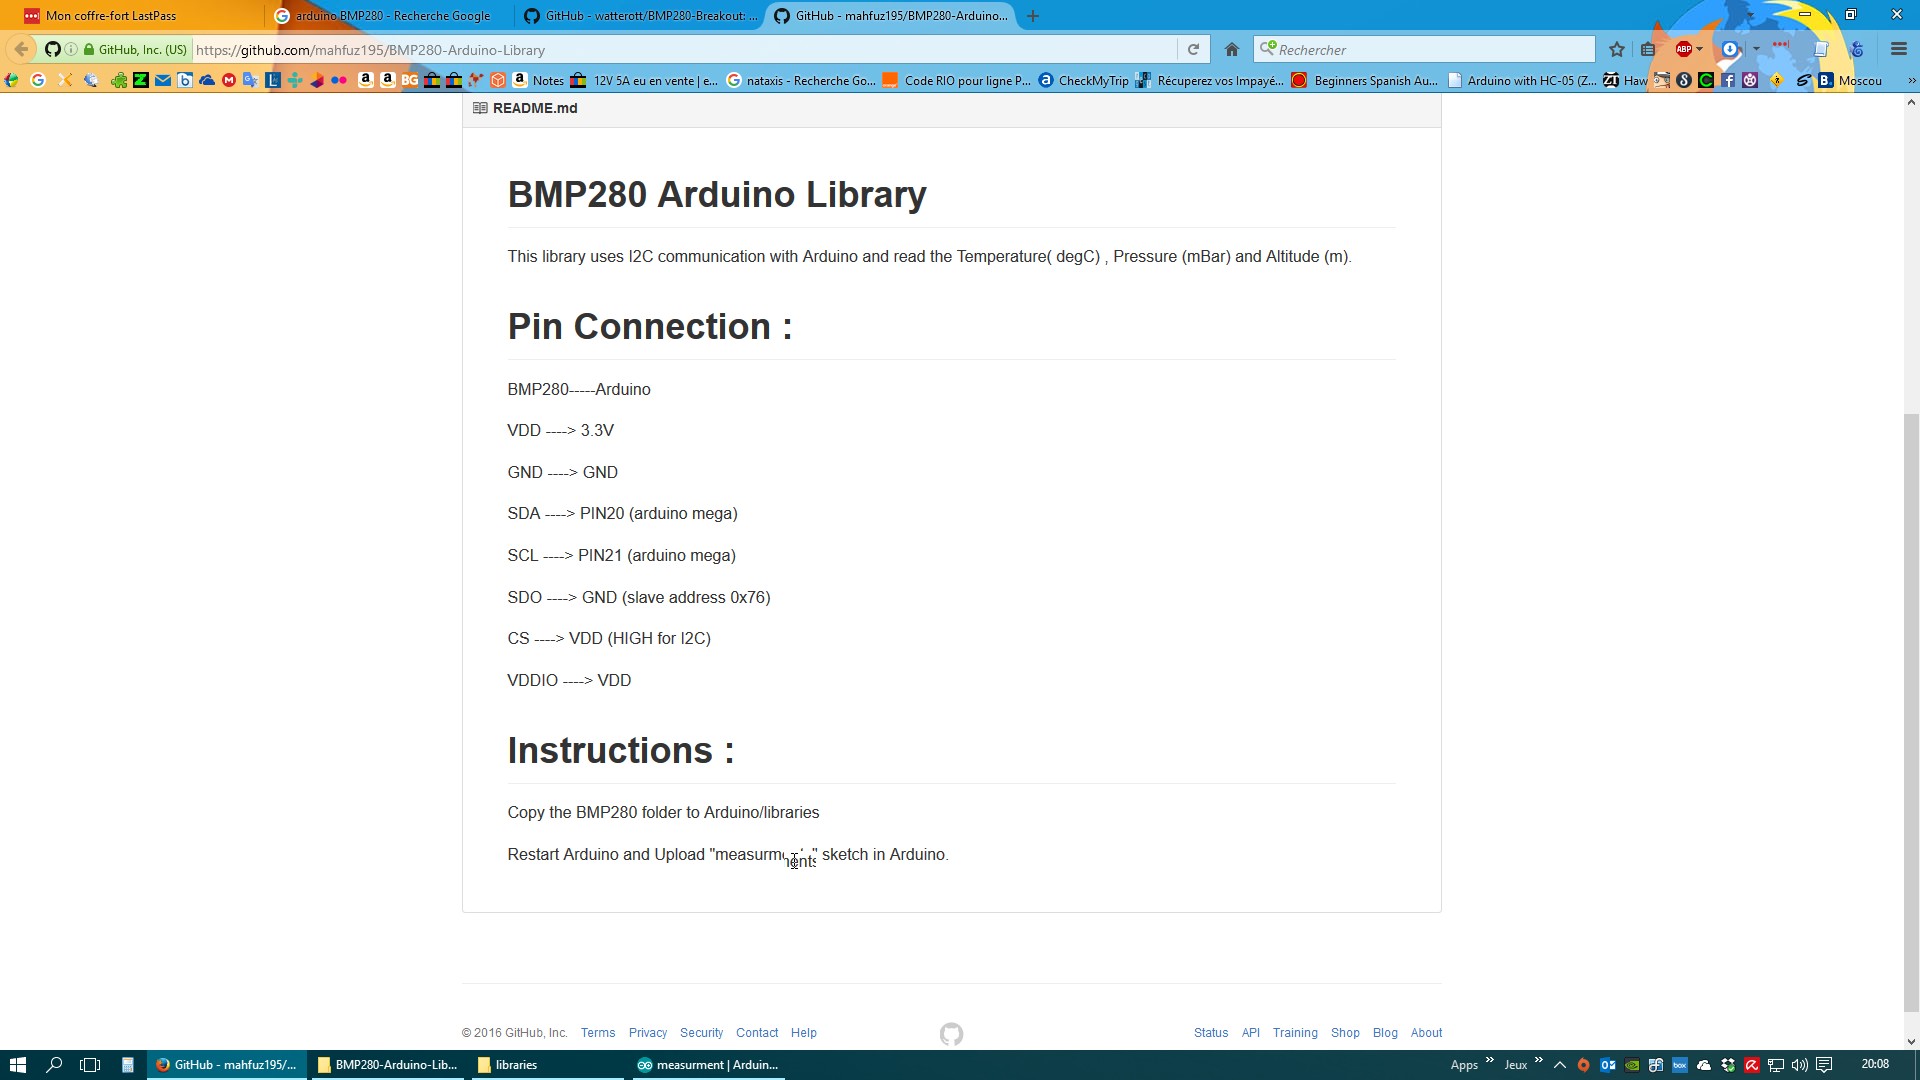 Mon coffre-fort LastPass
arduino BMP280 - Recherche Google
GitHub - watterott/BMP280-Breakout: ...
GitHub - mahfuz195/BMP280-Arduino...
GitHub, Inc. (US)
https://github.com/mahfuz195/BMP280-Arduino-Library
Rechercher
ABP
BG
Notes
12V 5A eu en vente | e...
nataxis - Recherche Go...
Code RIO pour ligne P...
CheckMyTrip
Récuperez vos Impayé...
Beginners Spanish Au...
Arduino with HC-05 (Z...
Haw
Moscou
README.md
BMP280 Arduino Library
This library uses I2C communication with Arduino and read the Temperature( degC) , Pressure (mBar) and Altitude (m).
Pin Connection :
BMP280-----Arduino
VDD ----> 3.3V
GND ----> GND
SDA ----> PIN20 (arduino mega)
SCL ----> PIN21 (arduino mega)
SDO ----> GND (slave address 0x76)
CS ----> VDD (HIGH for I2C)
VDDIO ----> VDD
Instructions :
Copy the BMP280 folder to Arduino/libraries
Restart Arduino and Upload "measurments" sketch in Arduino.
© 2016 GitHub, Inc. Terms Privacy Security Contact Help
Status API Training Shop Blog About
GitHub - mahfuz195/...
BMP280-Arduino-Lib...
libraries
measurment | Arduin...
Apps
Jeux
20:08